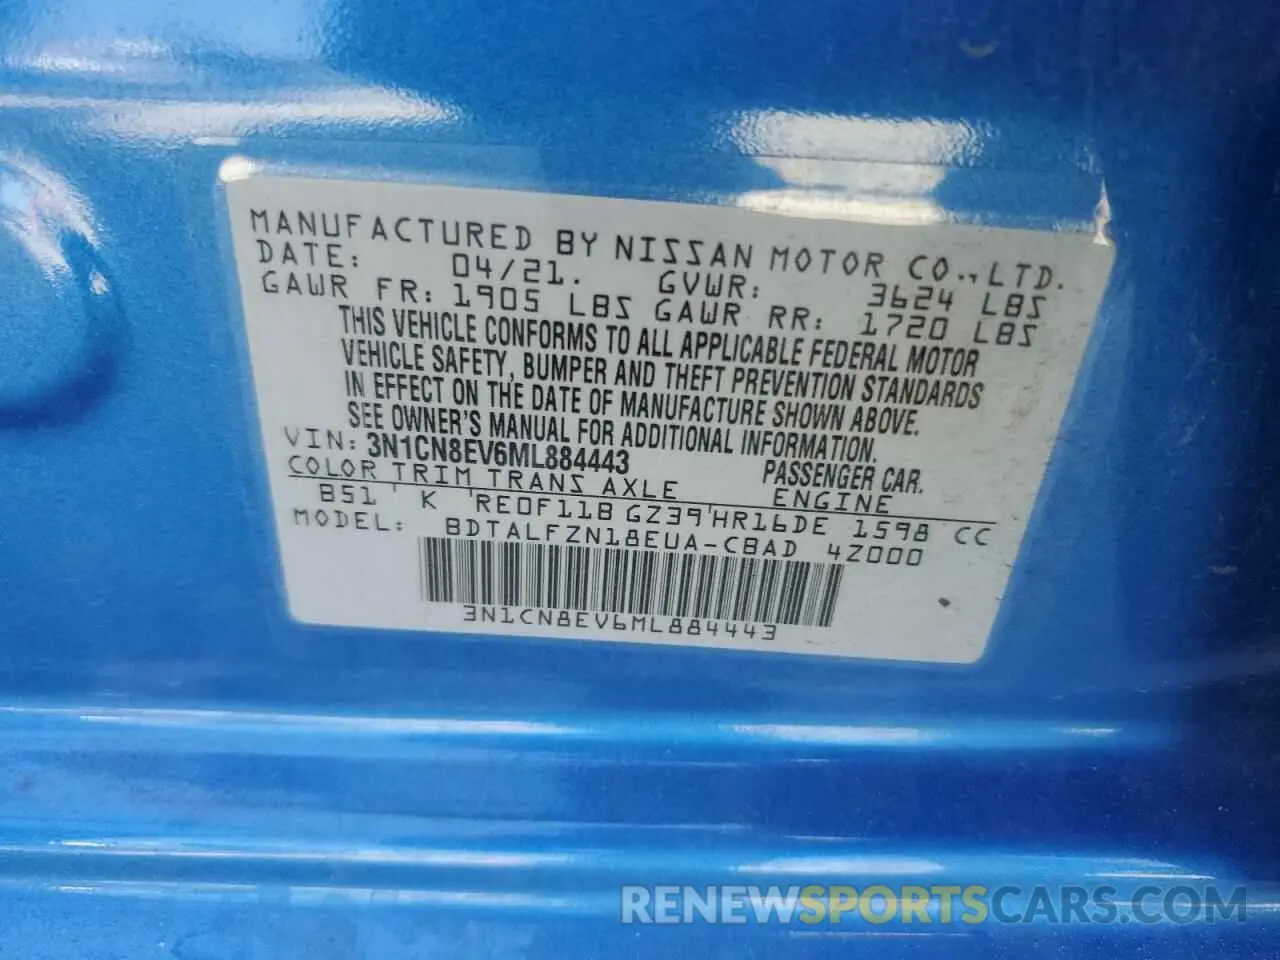 MANUFACTURED BY NISSAN MOTOR CO., LTD.
DATE: 04/21. GVWR: 3624 LBS
GAWR FR: 1905 LBS GAWR RR: 1720 LBS
THIS VEHICLE CONFORMS TO ALL APPLICABLE FEDERAL MOTOR
VEHICLE SAFETY, BUMPER AND THEFT PREVENTION STANDARDS
IN EFFECT ON THE DATE OF MANUFACTURE SHOWN ABOVE.
SEE OWNER'S MANUAL FOR ADDITIONAL INFORMATION.
VIN: 3N1CN8EV6ML884443 PASSENGER CAR.
COLOR TRIM TRANS AXLE ENGINE
B51 K RE0F11B GZ39 HR16DE 1598 CC
MODEL: BDTALFZN18EUA-CBAD 4Z000
3N1CN8EV6ML884443
RENEWSPORTSCARS.COM